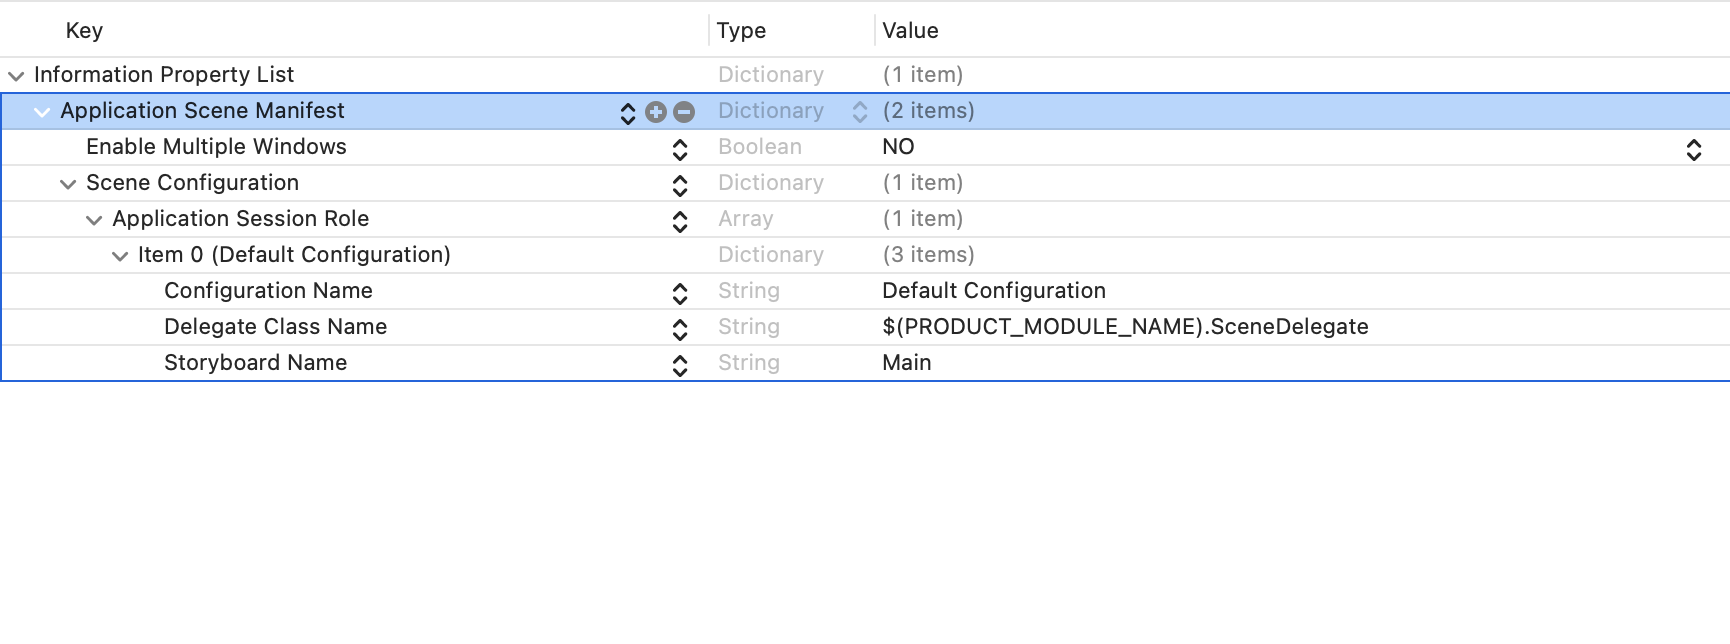 Key Type Value
Information Property List Dictionary (1 item)
Application Scene Manifest Dictionary (2 items)
Enable Multiple Windows Boolean NO
Scene Configuration Dictionary (1 item)
Application Session Role Array (1 item)
Item 0 (Default Configuration) Dictionary (3 items)
Configuration Name String Default Configuration
Delegate Class Name String $(PRODUCT_MODULE_NAME).SceneDelegate
Storyboard Name String Main